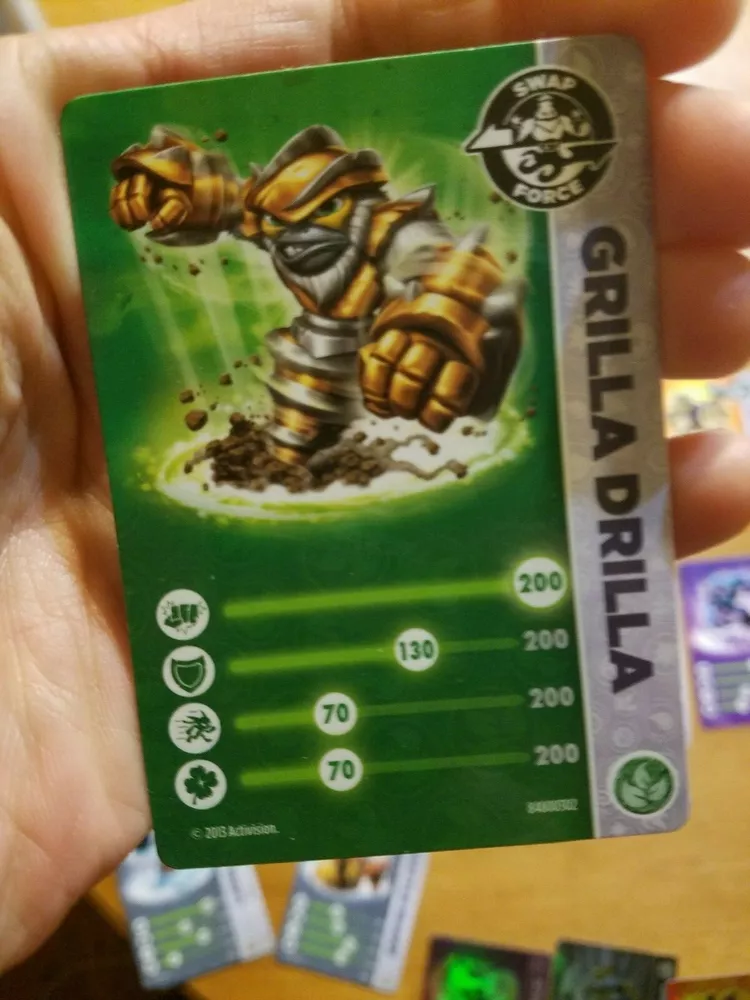 SWAP
FORCE
GRILLA DRILLA
200
130 200
70 200
70 200
© 2013 Activision.